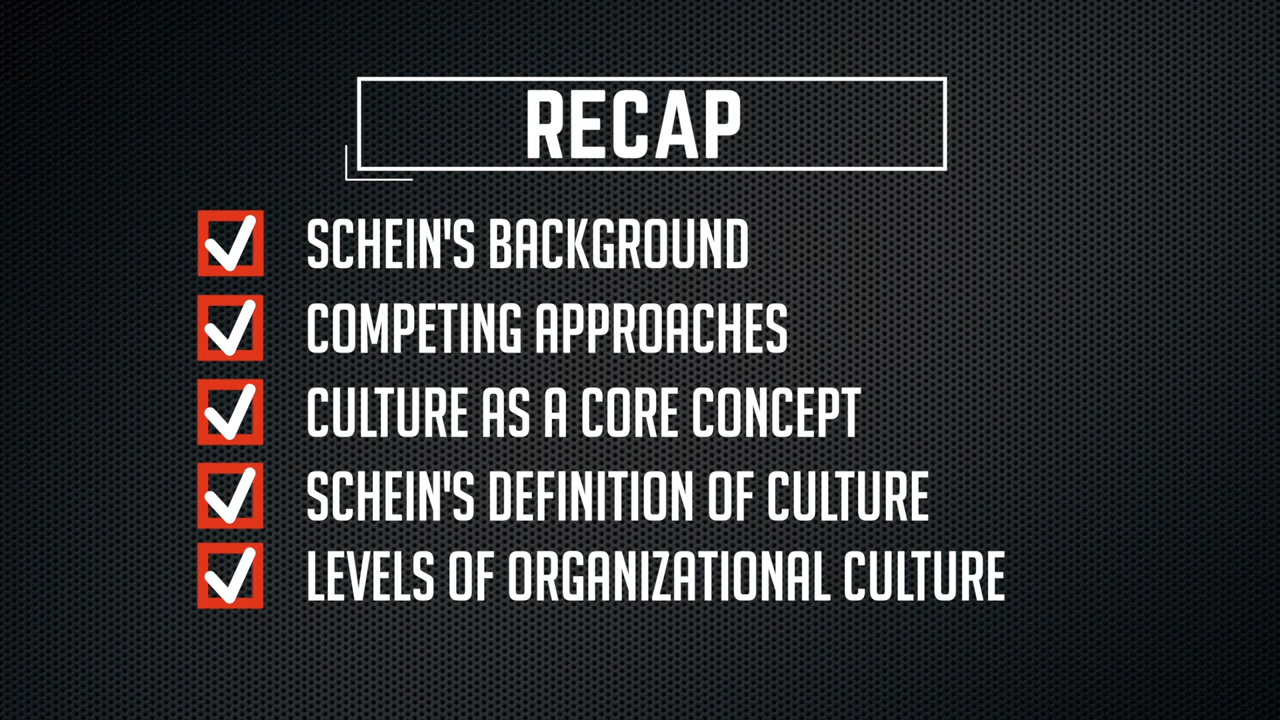 RECAP
SCHEIN'S BACKGROUND
COMPETING APPROACHES
CULTURE AS A CORE CONCEPT
SCHEIN'S DEFINITION OF CULTURE
LEVELS OF ORGANIZATIONAL CULTURE